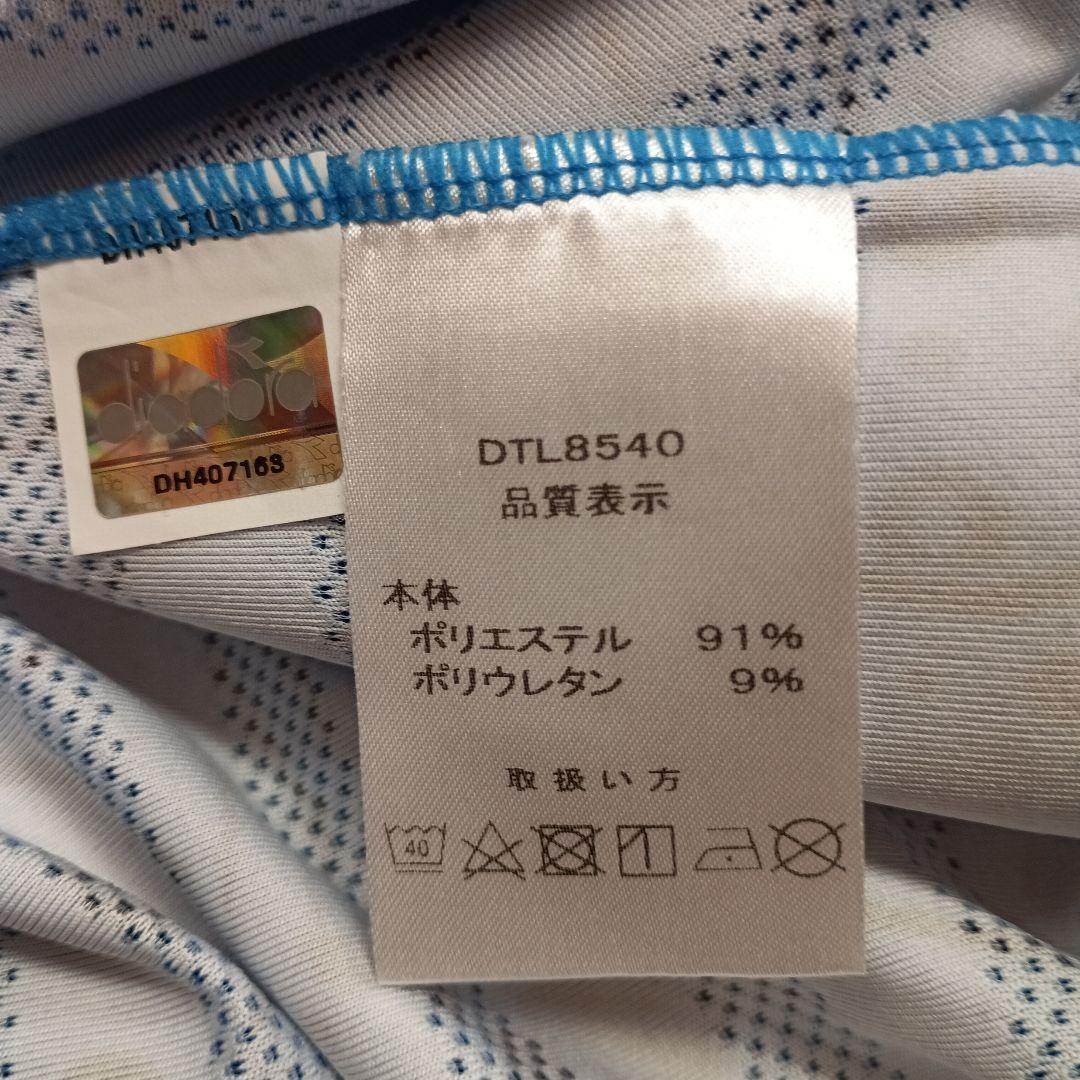 diadora
DH407163
DTL8540
品質表示
本体
ポリエステル 91%
ポリウレタン 9%
取扱い方
40